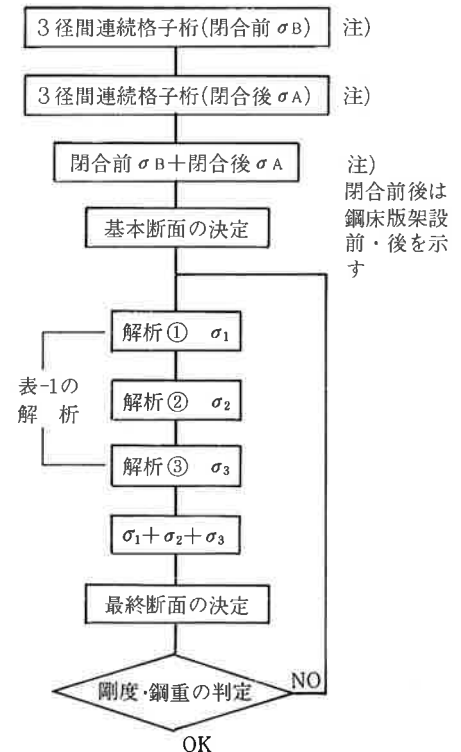 3径間連続格子桁(閉合前σB) 注)
3径間連続格子桁(閉合後σA) 注)
閉合前σB+閉合後σA
注)
閉合前後は
鋼床版架設
前・後を示
す
基本断面の決定
解析① σ1
表-1の
解 析
解析② σ2
解析③ σ3
σ1+σ2+σ3
最終断面の決定
剛度・鋼重の判定
NO
OK